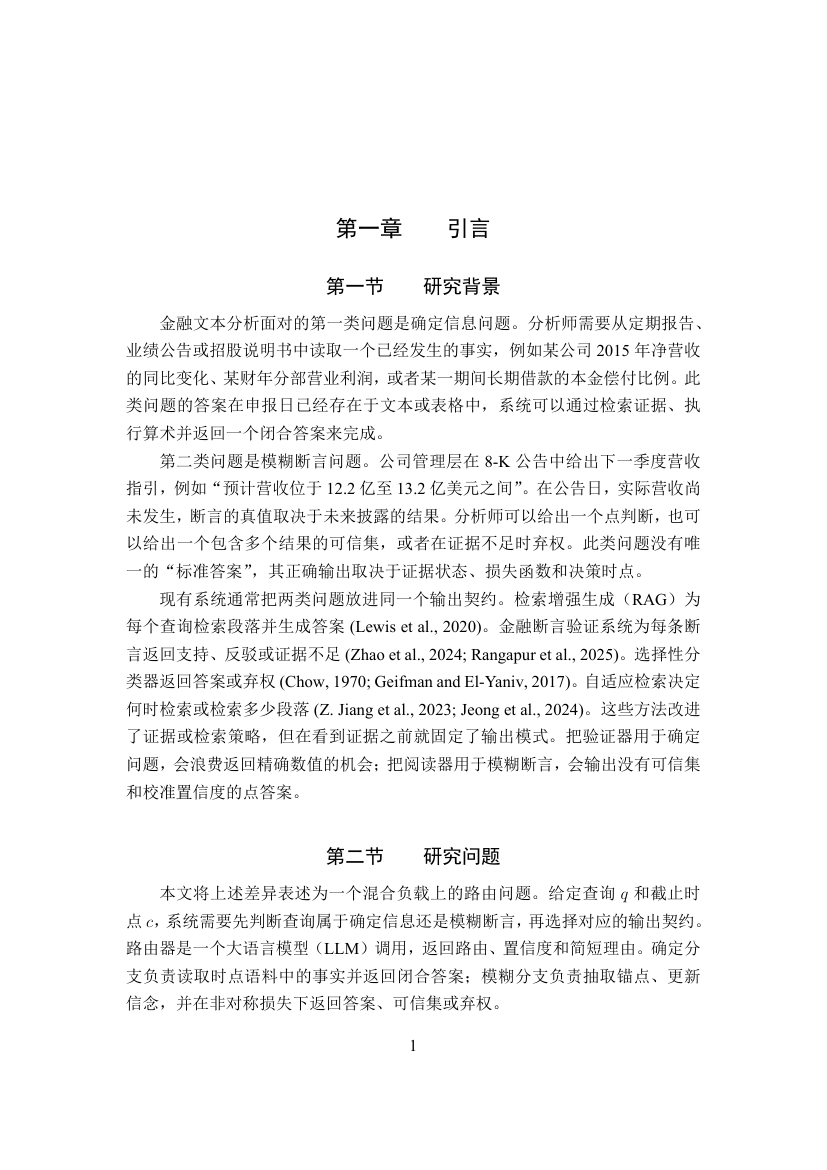 第一章 引言
第一节 研究背景
金融文本分析面对的第一类问题是确定信息问题。分析师需要从定期报告、
业绩公告或招股说明书中读取一个已经发生的事实，例如某公司 2015 年净营收
的同比变化、某财年分部营业利润，或者某一期间长期借款的本金偿付比例。此
类问题的答案在申报日已经存在于文本或表格中，系统可以通过检索证据、执
行算术并返回一个闭合答案来完成。
第二类问题是模糊断言问题。公司管理层在 8-K 公告中给出下一季度营收
指引，例如“预计营收位于 12.2 亿至 13.2 亿美元之间”。在公告日，实际营收尚
未发生，断言的真值取决于未来披露的结果。分析师可以给出一个点判断，也可
以给出一个包含多个结果的可信集，或者在证据不足时弃权。此类问题没有唯
一的“标准答案”，其正确输出取决于证据状态、损失函数和决策时点。
现有系统通常把两类问题放进同一个输出契约。检索增强生成（RAG）为
每个查询检索段落并生成答案 (Lewis et al., 2020)。金融断言验证系统为每条断
言返回支持、反驳或证据不足 (Zhao et al., 2024; Rangapur et al., 2025)。选择性分
类器返回答案或弃权 (Chow, 1970; Geifman and El-Yaniv, 2017)。自适应检索决定
何时检索或检索多少段落 (Z. Jiang et al., 2023; Jeong et al., 2024)。这些方法改进
了证据或检索策略，但在看到证据之前就固定了输出模式。把验证器用于确定
问题，会浪费返回精确数值的机会；把阅读器用于模糊断言，会输出没有可信集
和校准置信度的点答案。
第二节 研究问题
本文将上述差异表述为一个混合负载上的路由问题。给定查询 q 和截止时
点 c，系统需要先判断查询属于确定信息还是模糊断言，再选择对应的输出契约。
路由器是一个大语言模型（LLM）调用，返回路由、置信度和简短理由。确定分
支负责读取时点语料中的事实并返回闭合答案；模糊分支负责抽取锚点、更新
信念，并在非对称损失下返回答案、可信集或弃权。
1